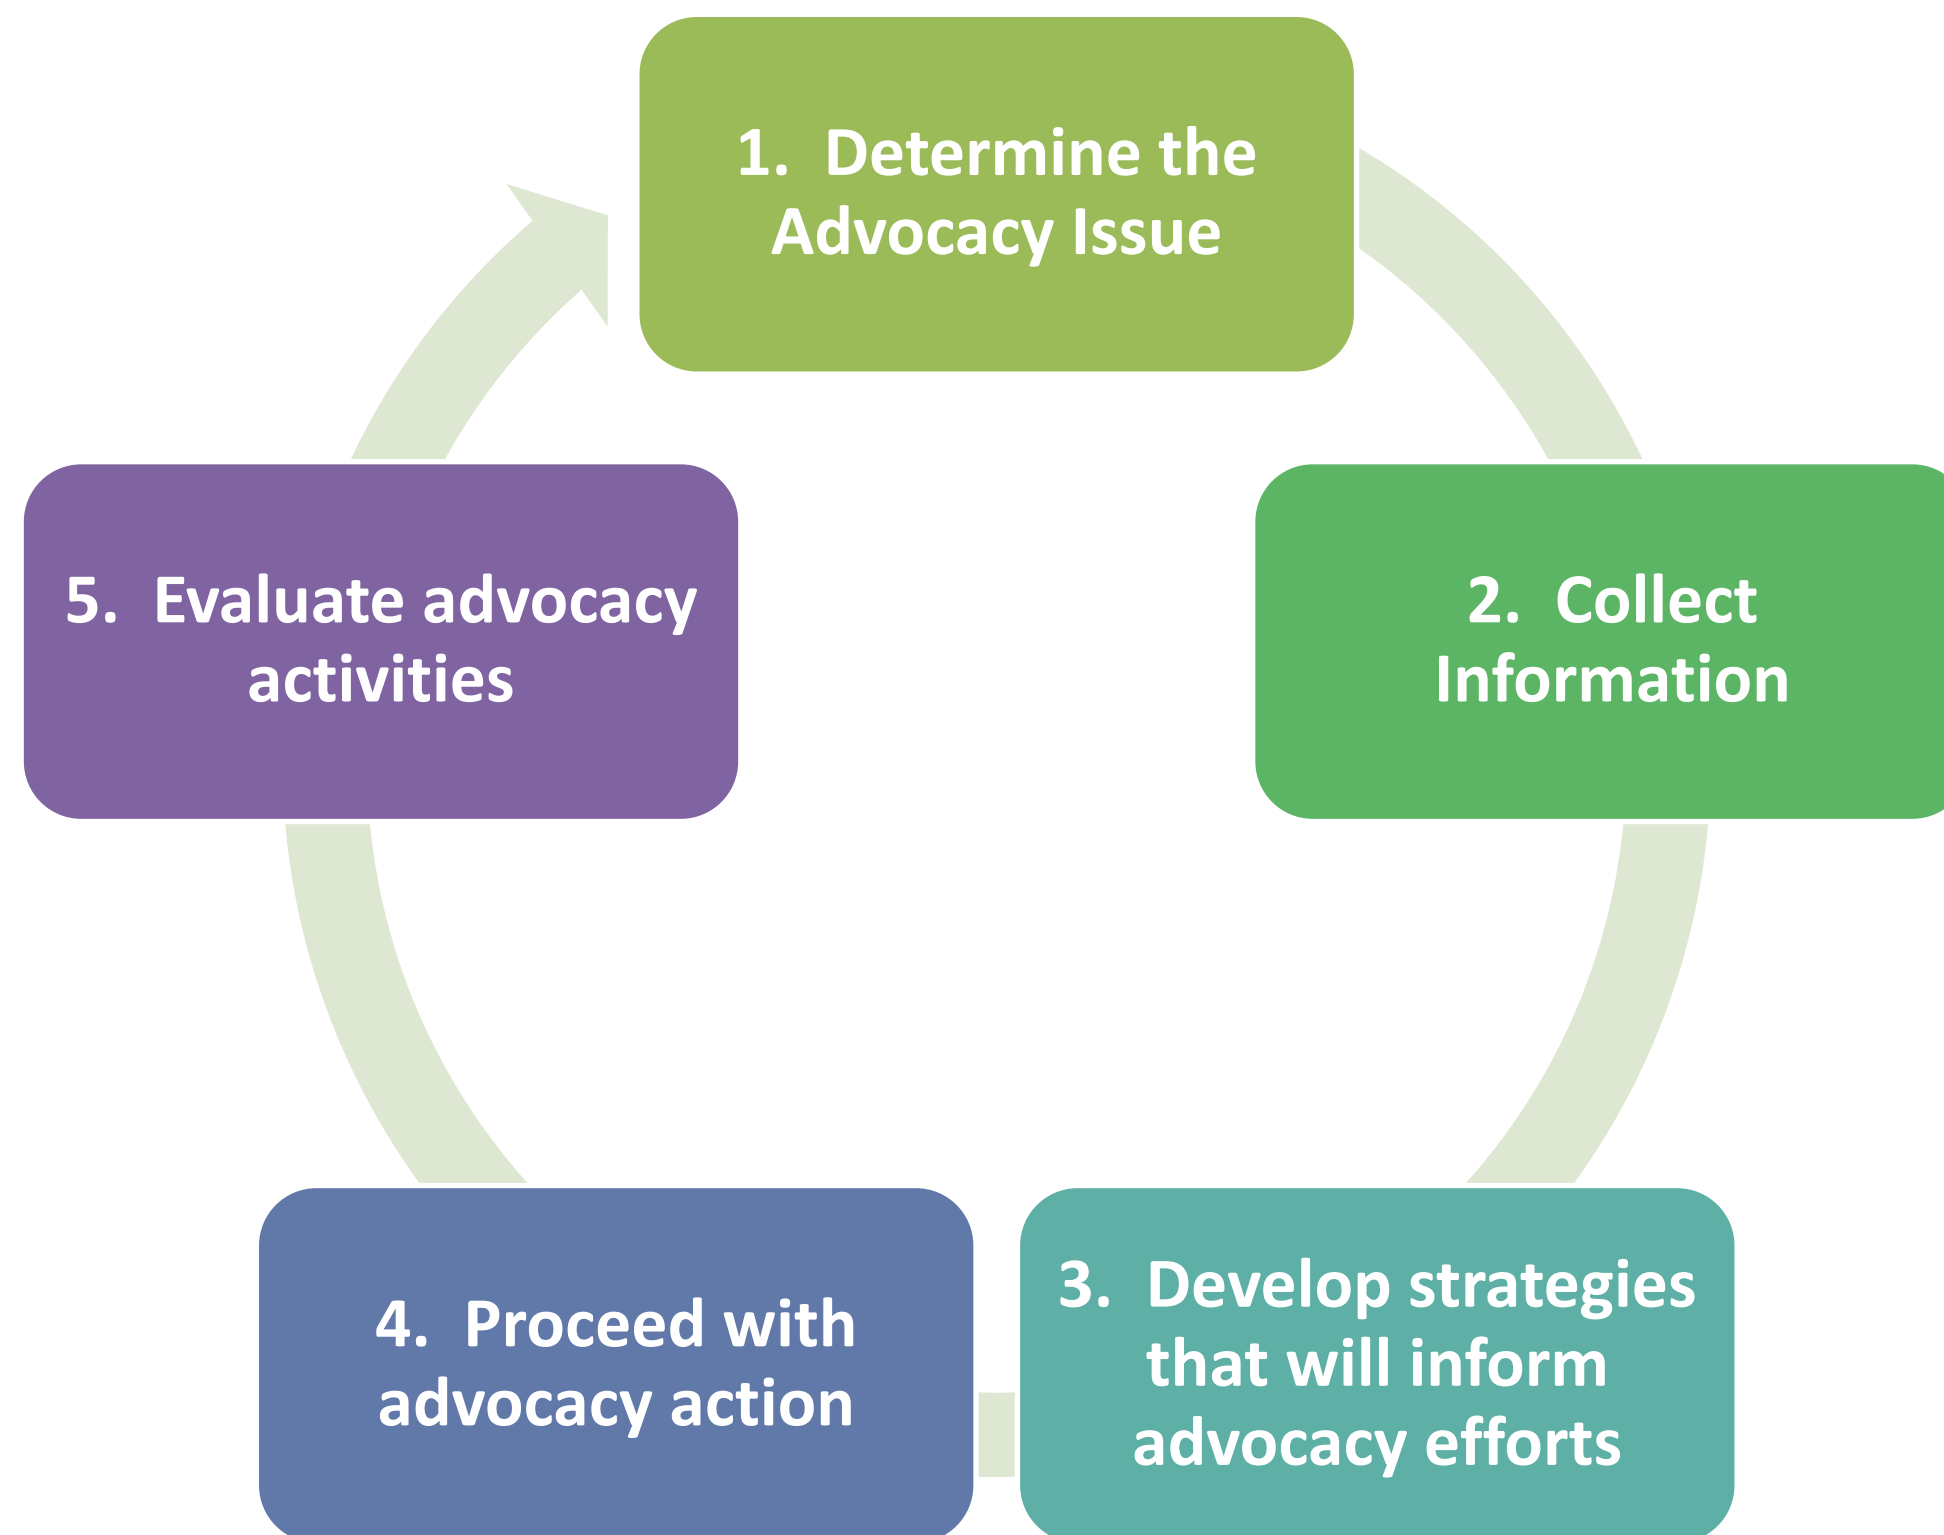 1. Determine the
Advocacy Issue
2. Collect
Information
3. Develop strategies
that will inform
advocacy efforts
4. Proceed with
advocacy action
5. Evaluate advocacy
activities